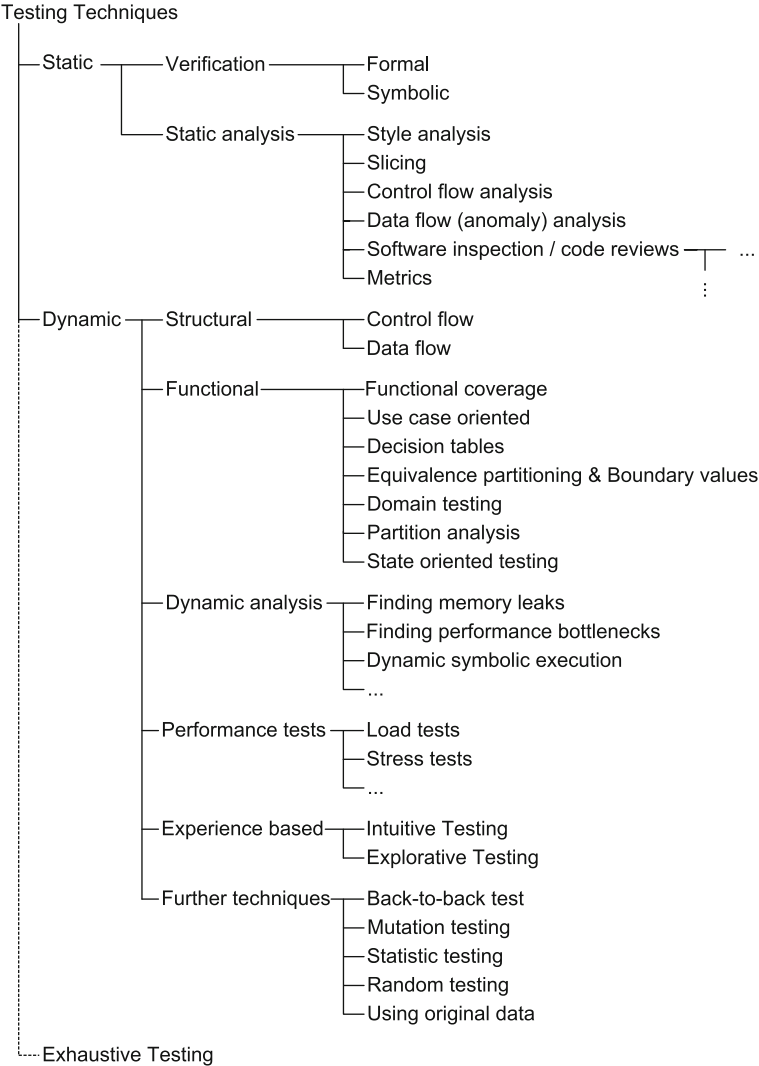 Testing Techniques
Static
Verification
Formal
Symbolic
Static analysis
Style analysis
Slicing
Control flow analysis
Data flow (anomaly) analysis
Software inspection / code reviews
...
...
Metrics
Dynamic
Structural
Control flow
Data flow
Functional
Functional coverage
Use case oriented
Decision tables
Equivalence partitioning & Boundary values
Domain testing
Partition analysis
State oriented testing
Dynamic analysis
Finding memory leaks
Finding performance bottlenecks
Dynamic symbolic execution
...
Performance tests
Load tests
Stress tests
...
Experience based
Intuitive Testing
Explorative Testing
Further techniques
Back-to-back test
Mutation testing
Statistic testing
Random testing
Using original data
Exhaustive Testing